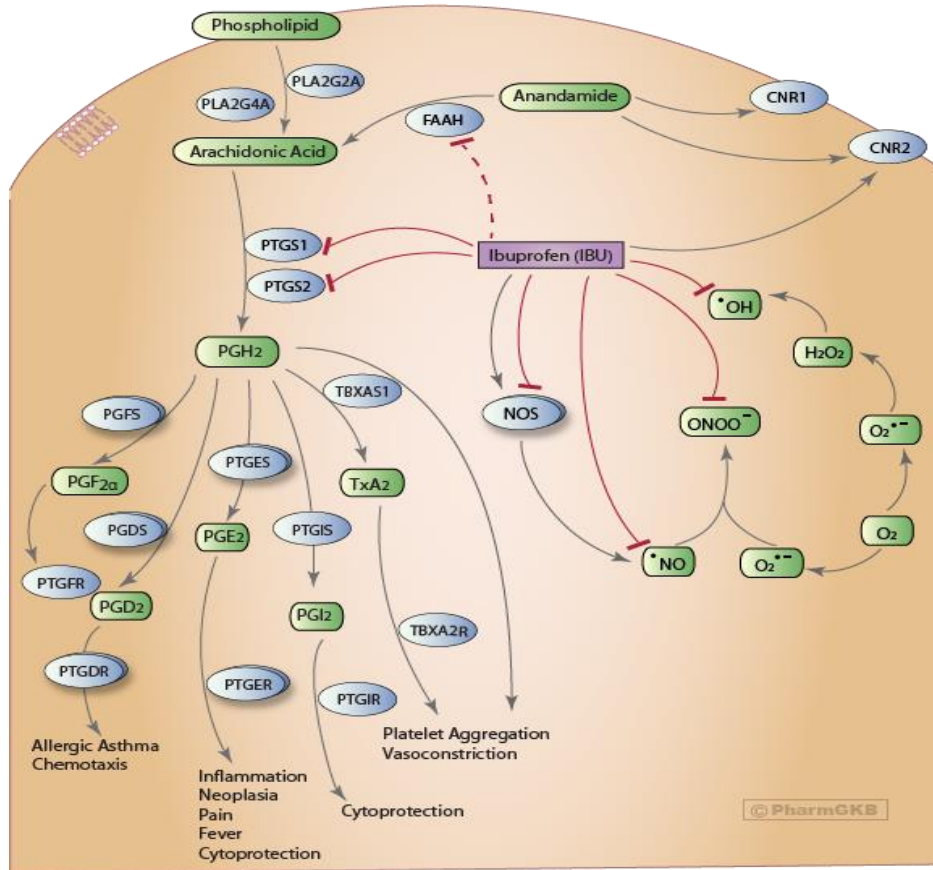 Phospholipid
PLA2G2A
PLA2G4A
Anandamide
CNR1
FAAH
Arachidonic Acid
CNR2
PTGS1
Ibuprofen (IBU)
PTGS2
•OH
PGH2
H2O2
TBXAS1
PGFS
NOS
ONOO−
O2•−
PTGES
PGF2α
TxA2
PGDS
PGE2
PTGIS
O2
•NO
O2•−
PTGFR
PGD2
PGI2
TBXA2R
PTGDR
PTGER
PTGIR
Allergic Asthma
Chemotaxis
Platelet Aggregation
Vasoconstriction
Inflammation
Neoplasia
Pain
Fever
Cytoprotection
Cytoprotection
© PharmGKB